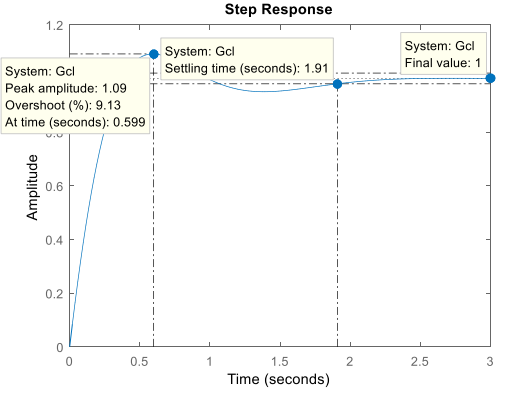 Step Response
System: Gcl
Final value: 1
System: Gcl
Settling time (seconds): 1.91
System: Gcl
Peak amplitude: 1.09
Overshoot (%): 9.13
At time (seconds): 0.599
Amplitude
1.2
0.8
0.6
0.4
0.2
0
0
0.5
1
1.5
2
2.5
3
Time (seconds)